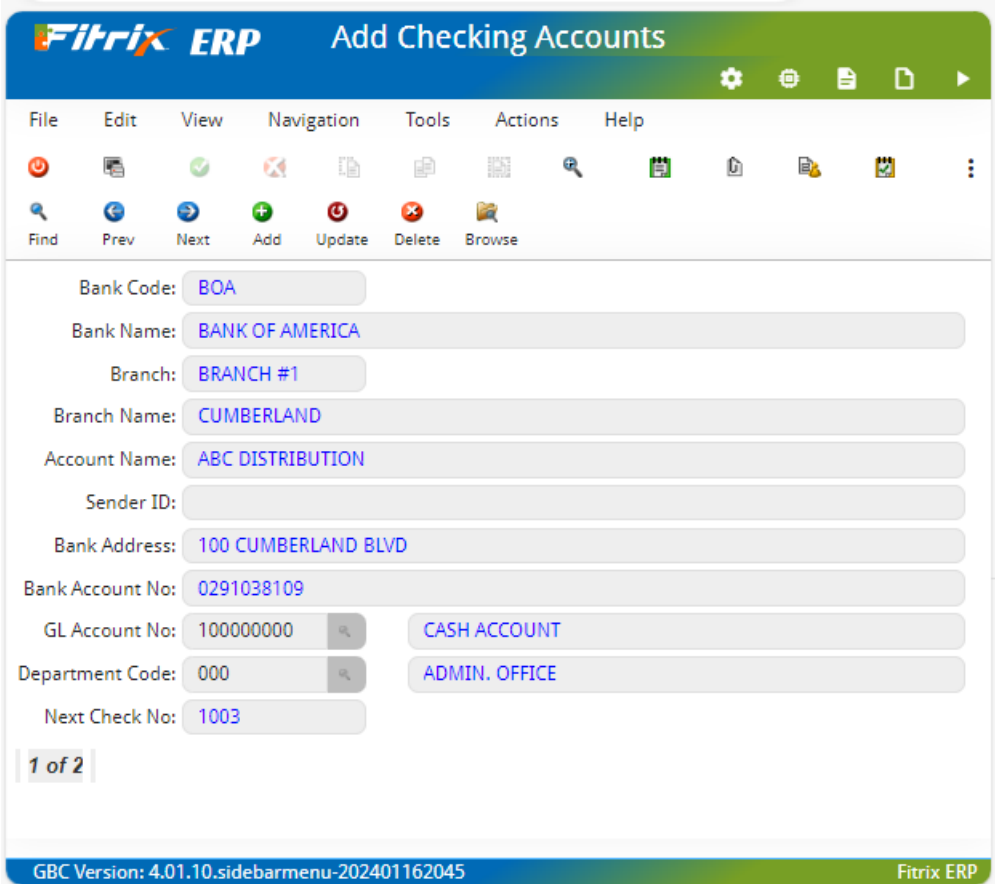 Fitrix ERP Add Checking Accounts
File Edit View Navigation Tools Actions Help
Find Prev Next Add Update Delete Browse
Bank Code: BOA
Bank Name: BANK OF AMERICA
Branch: BRANCH #1
Branch Name: CUMBERLAND
Account Name: ABC DISTRIBUTION
Sender ID:
Bank Address: 100 CUMBERLAND BLVD
Bank Account No: 0291038109
GL Account No: 100000000 CASH ACCOUNT
Department Code: 000 ADMIN. OFFICE
Next Check No: 1003
1 of 2
GBC Version: 4.01.10.sidebarmenu-202401162045 Fitrix ERP